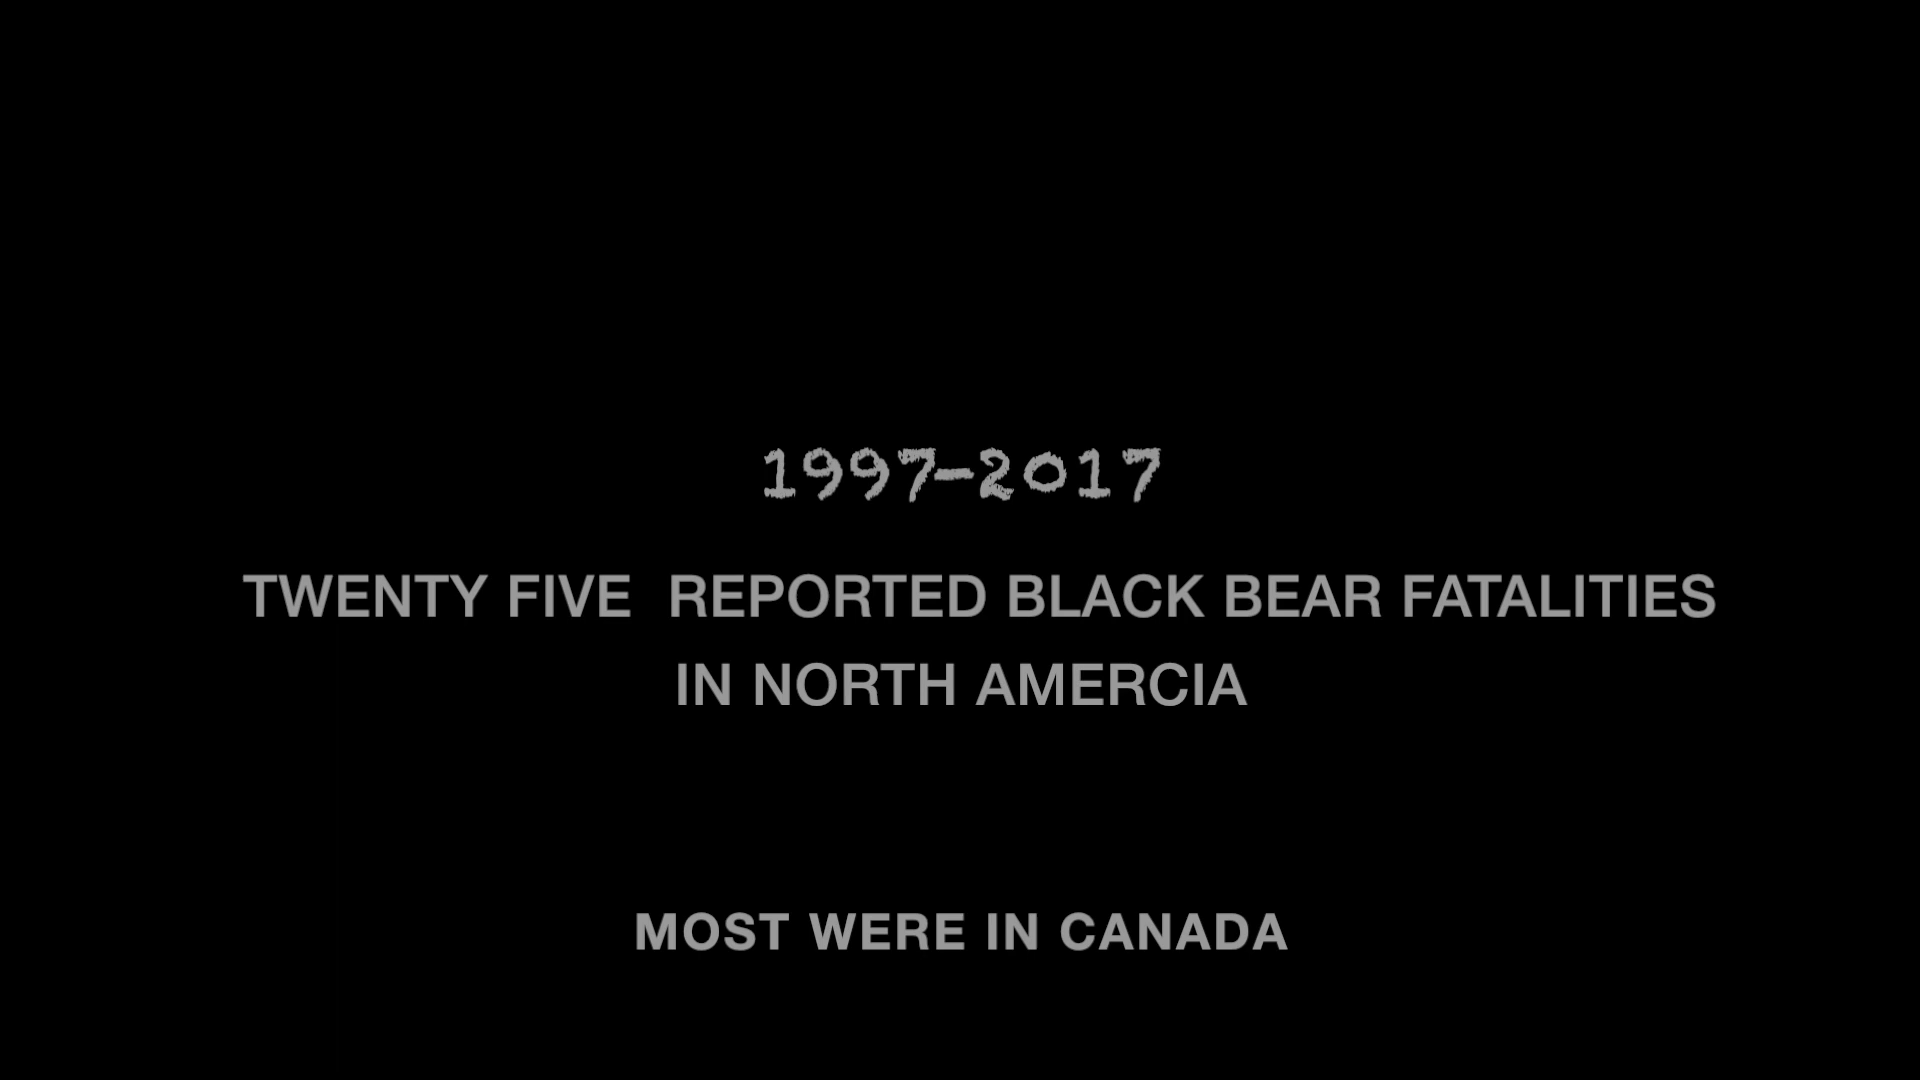 1997-2017
TWENTY FIVE  REPORTED BLACK BEAR FATALITIES
IN NORTH AMERCIA
MOST WERE IN CANADA